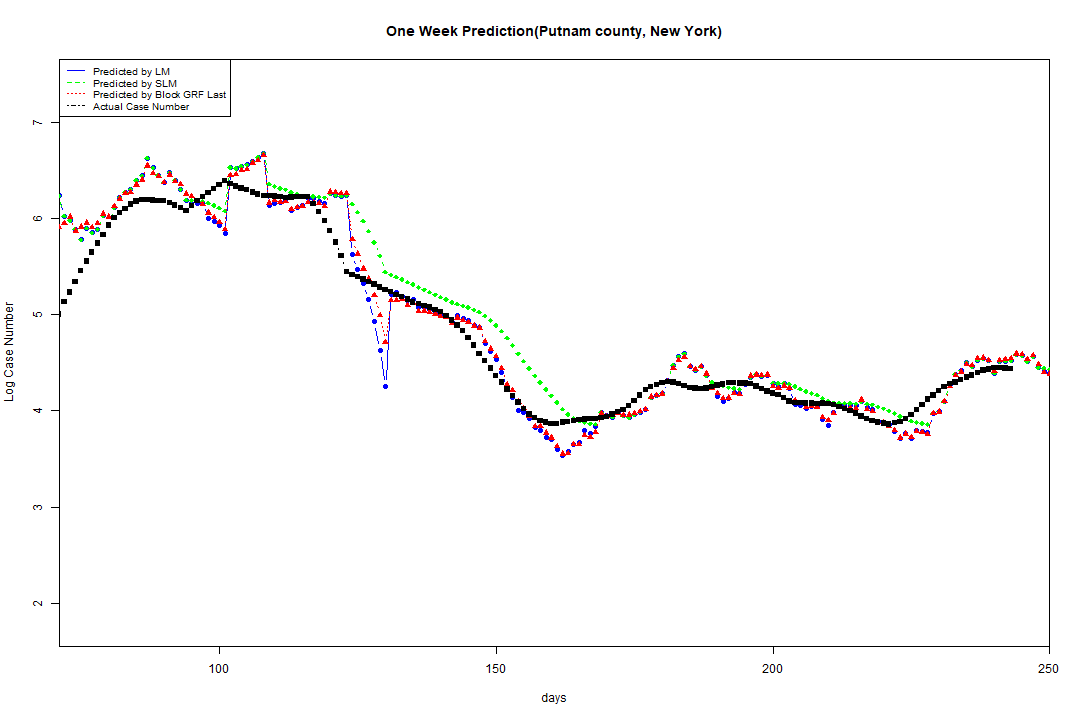 One Week Prediction(Putnam county, New York)
Predicted by LM
Predicted by SLM
Predicted by Block GRF Last
Actual Case Number
7
6
5
4
3
2
Log Case Number
100 150 200 250
days